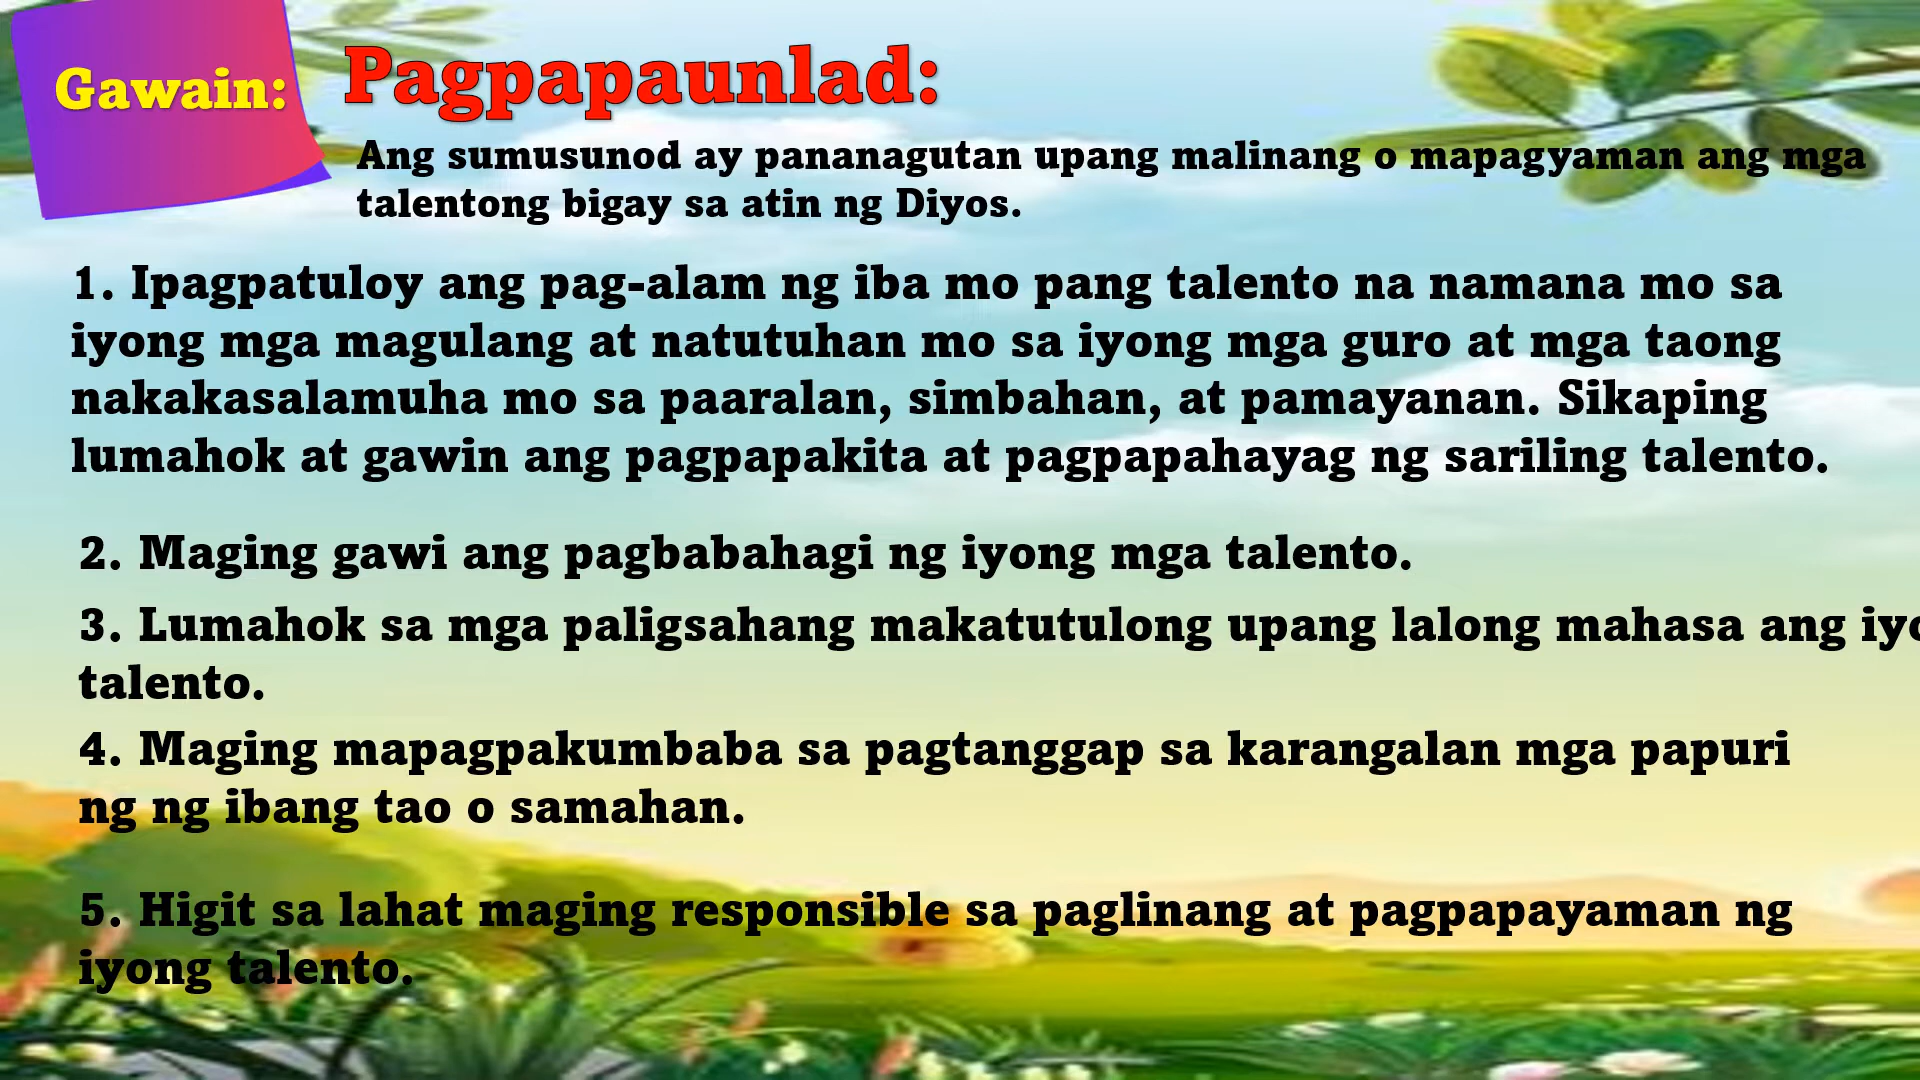 Gawain:
Pagpapaunlad:
Ang sumusunod ay pananagutan upang malinang o mapagyaman ang mga
talentong bigay sa atin ng Diyos.
1. Ipagpatuloy ang pag-alam ng iba mo pang talento na namana mo sa
iyong mga magulang at natutuhan mo sa iyong mga guro at mga taong
nakakasalamuha mo sa paaralan, simbahan, at pamayanan. Sikaping
lumahok at gawin ang pagpapakita at pagpapahayag ng sariling talento.
2. Maging gawi ang pagbabahagi ng iyong mga talento.
3. Lumahok sa mga paligsahang makatutulong upang lalong mahasa ang
talento.
4. Maging mapagpakumbaba sa pagtanggap sa karangalan mga papuri
ng ng ibang tao o samahan.
5. Higit sa lahat maging responsible sa paglinang at pagpapayaman ng
iyong talento.